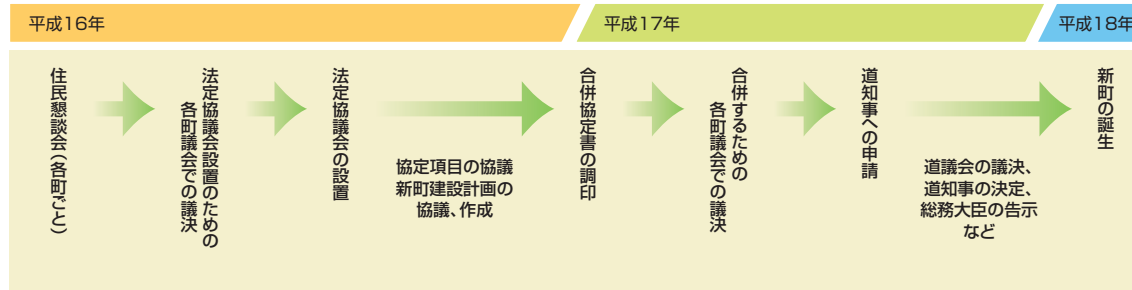 平成16年
平成17年
平成18年
住民懇談会（各町ごと）
法定協議会設置のための
各町議会での議決
法定協議会の設置
協定項目の協議
新町建設計画の
協議、作成
合併協定書の調印
合併するための
各町議会での議決
道知事への申請
道議会の議決、
道知事の決定、
総務大臣の告示
など
新町の誕生